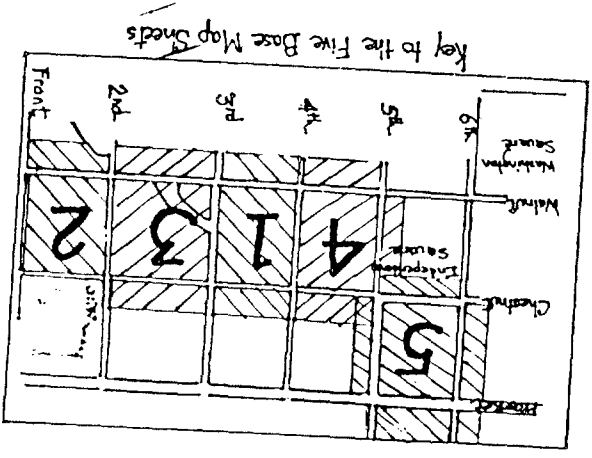 Market
5
Chestnut
Independence
Square
4
1
3
2
Walnut
Washington
Square
6th
5th
4th
3rd
2nd
Front
Key to the Five Base Map Sheets